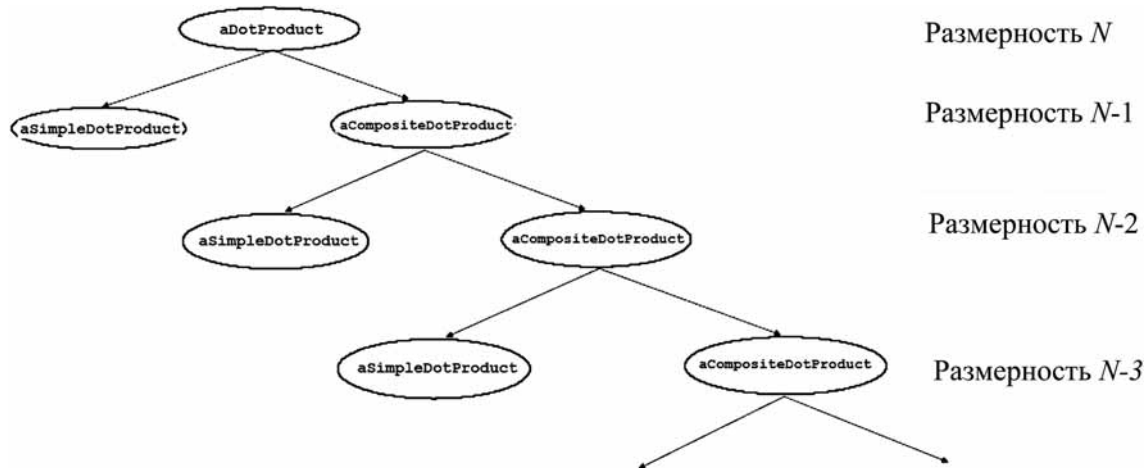 aDotProduct
Размерность N
aSimpleDotProduct
aCompositeDotProduct
Размерность N-1
aSimpleDotProduct
aCompositeDotProduct
Размерность N-2
aSimpleDotProduct
aCompositeDotProduct
Размерность N-3